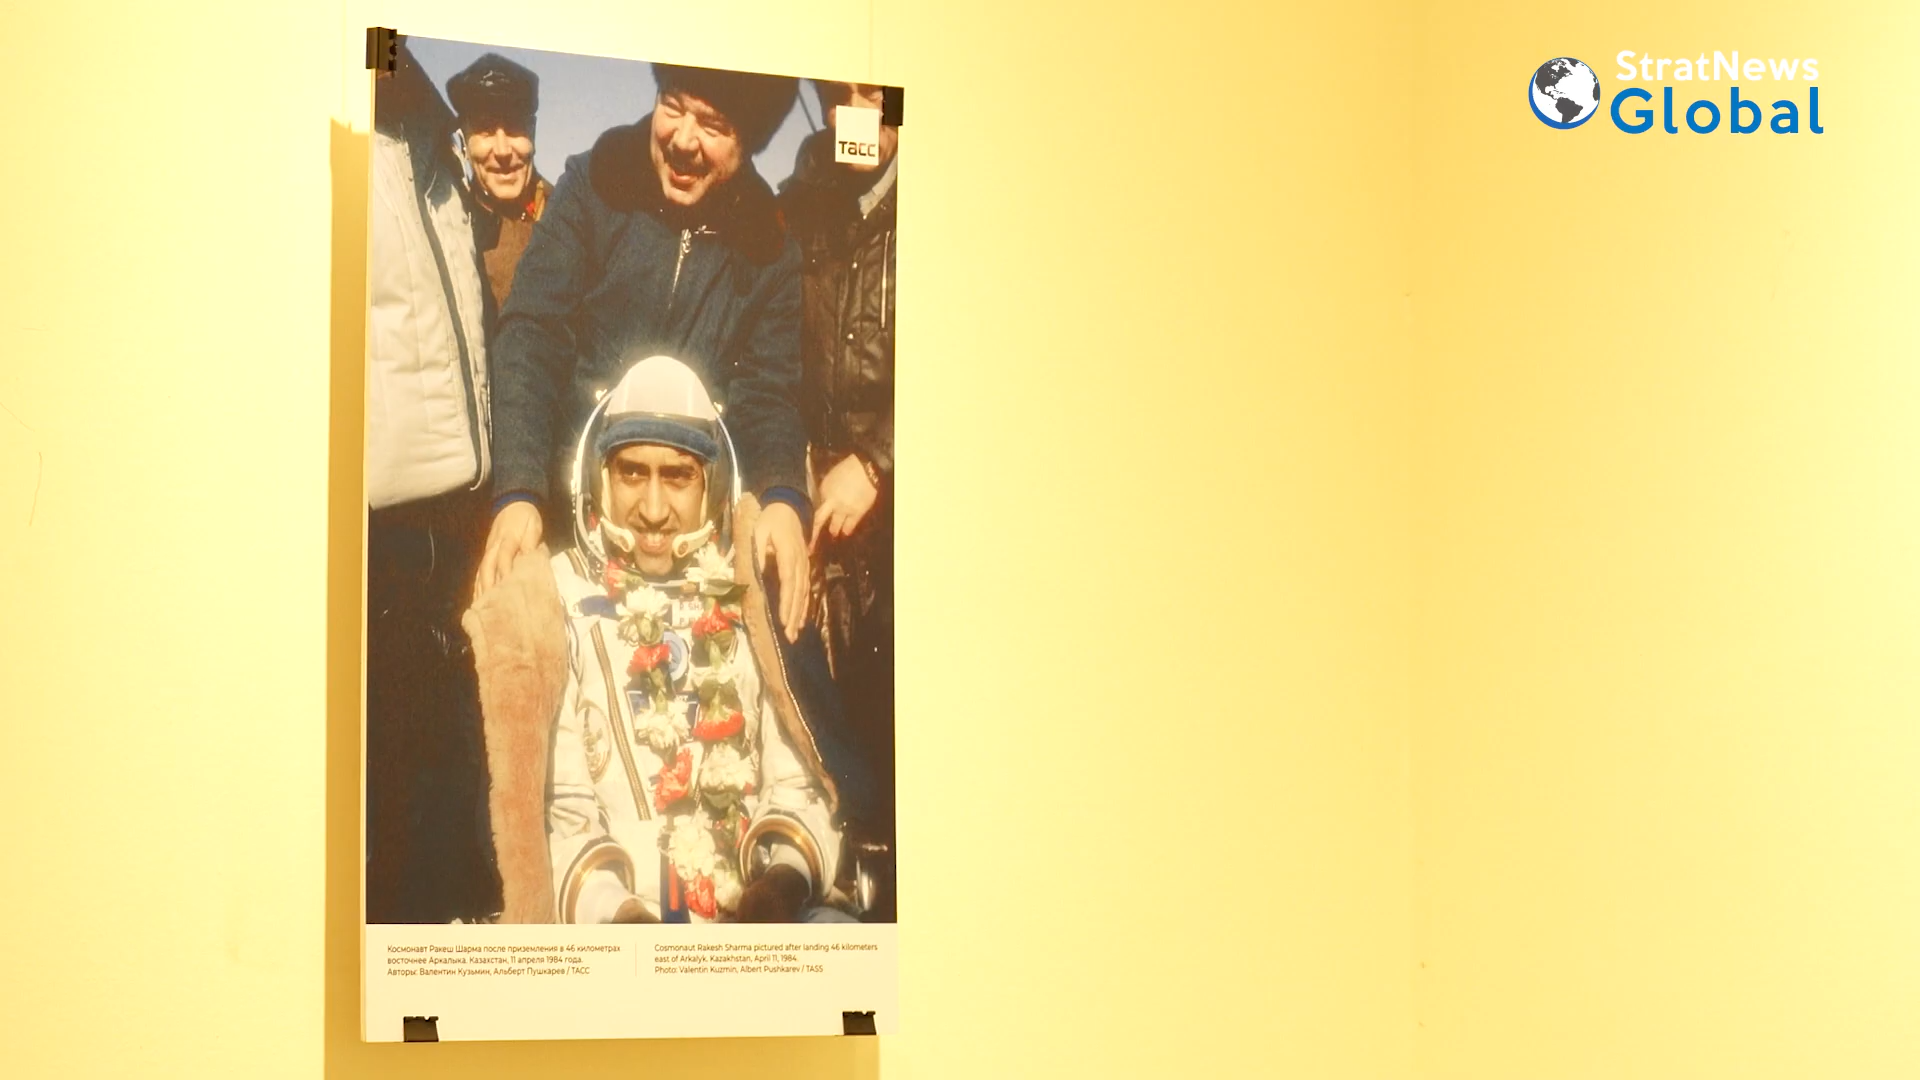 StratNews
Global
тасс
Космонавт Ракеш Шарма после приземления в 46 километрах
восточнее Аркалыка. Казахстан, 11 апреля 1984 года.
Авторы: Валентин Кузьмин, Альберт Пушкарев / ТАСС
Cosmonaut Rakesh Sharma pictured after landing 46 kilometers
east of Arkalyk. Kazakhstan, April 11, 1984.
Photo: Valentin Kuzmin, Albert Pushkarev / TASS